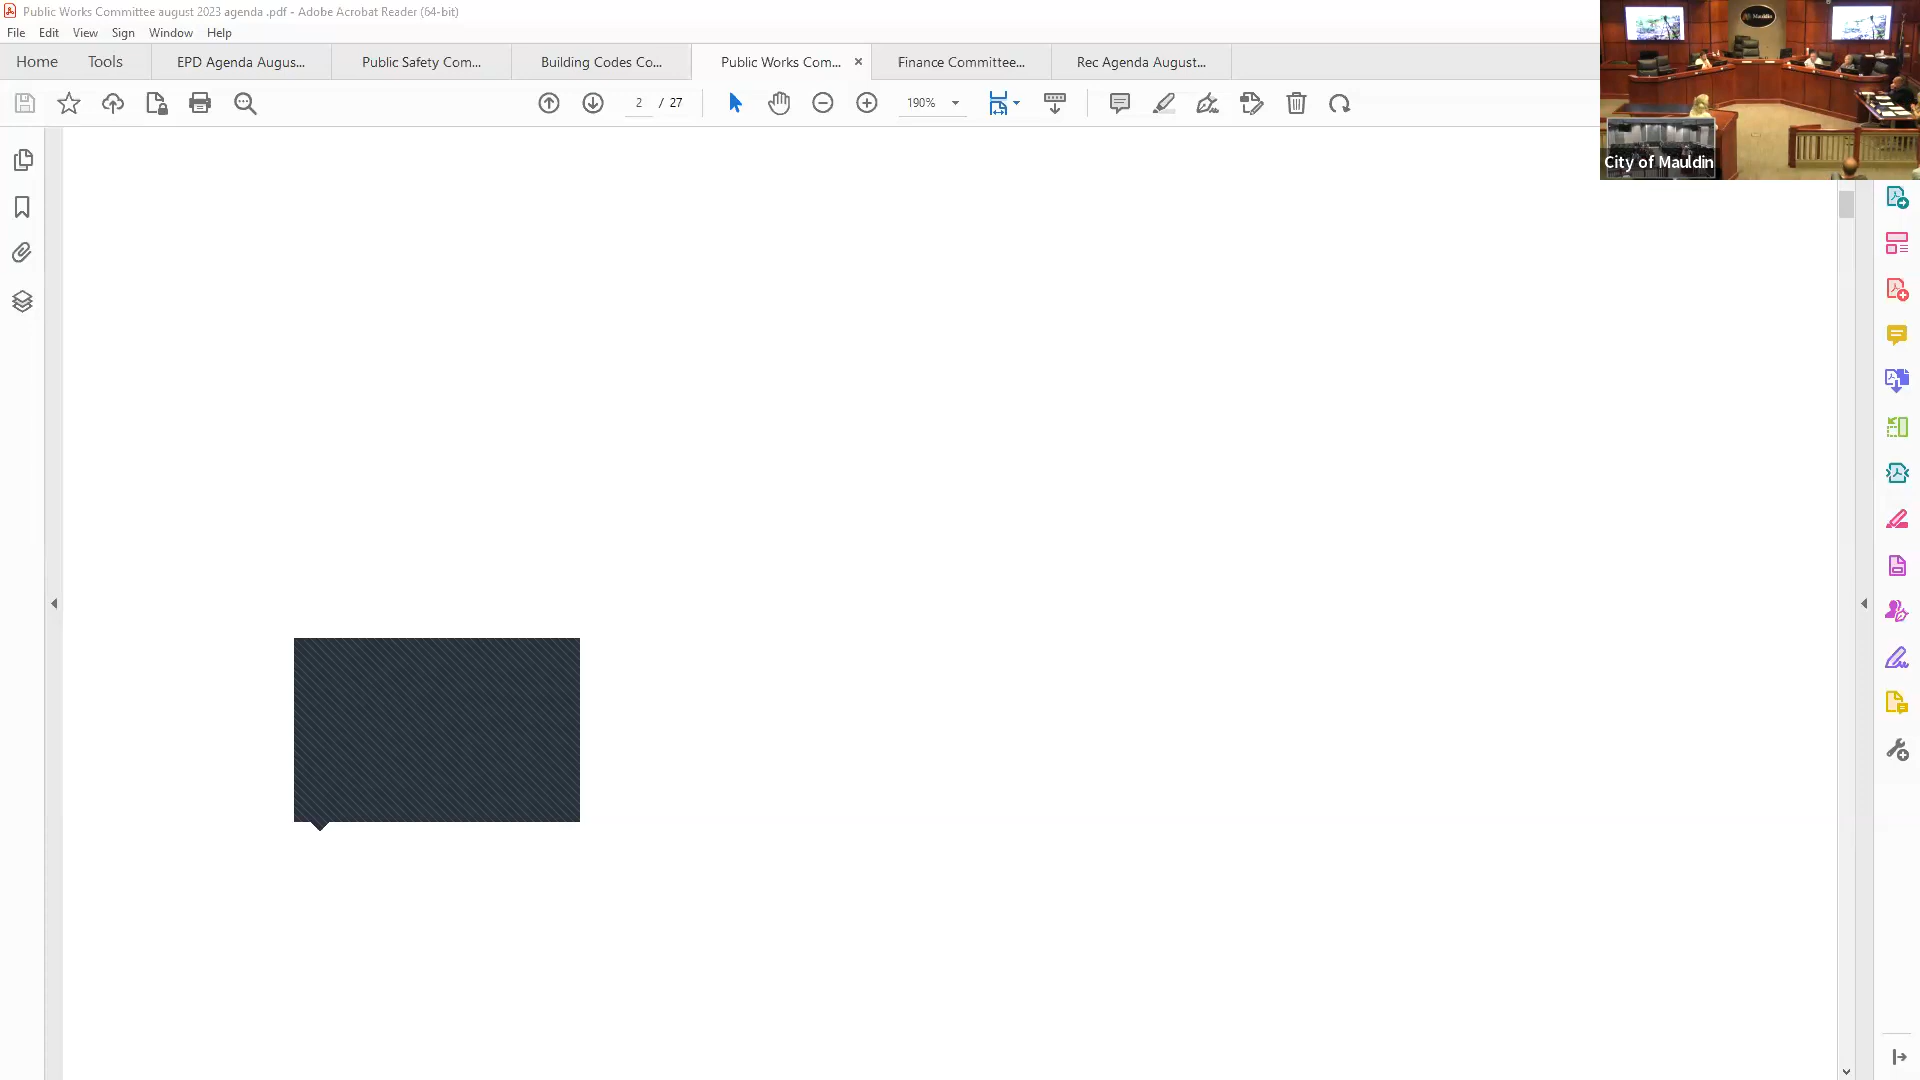 Public Works Committee august 2023 agenda .pdf - Adobe Acrobat Reader (64-bit)
File Edit View Sign Window Help
Home Tools EPD Agenda Augus... Public Safety Com... Building Codes Co... Public Works Com... Finance Committee... Rec Agenda August...
2 / 27 190%
Mauldin
City of Mauldin